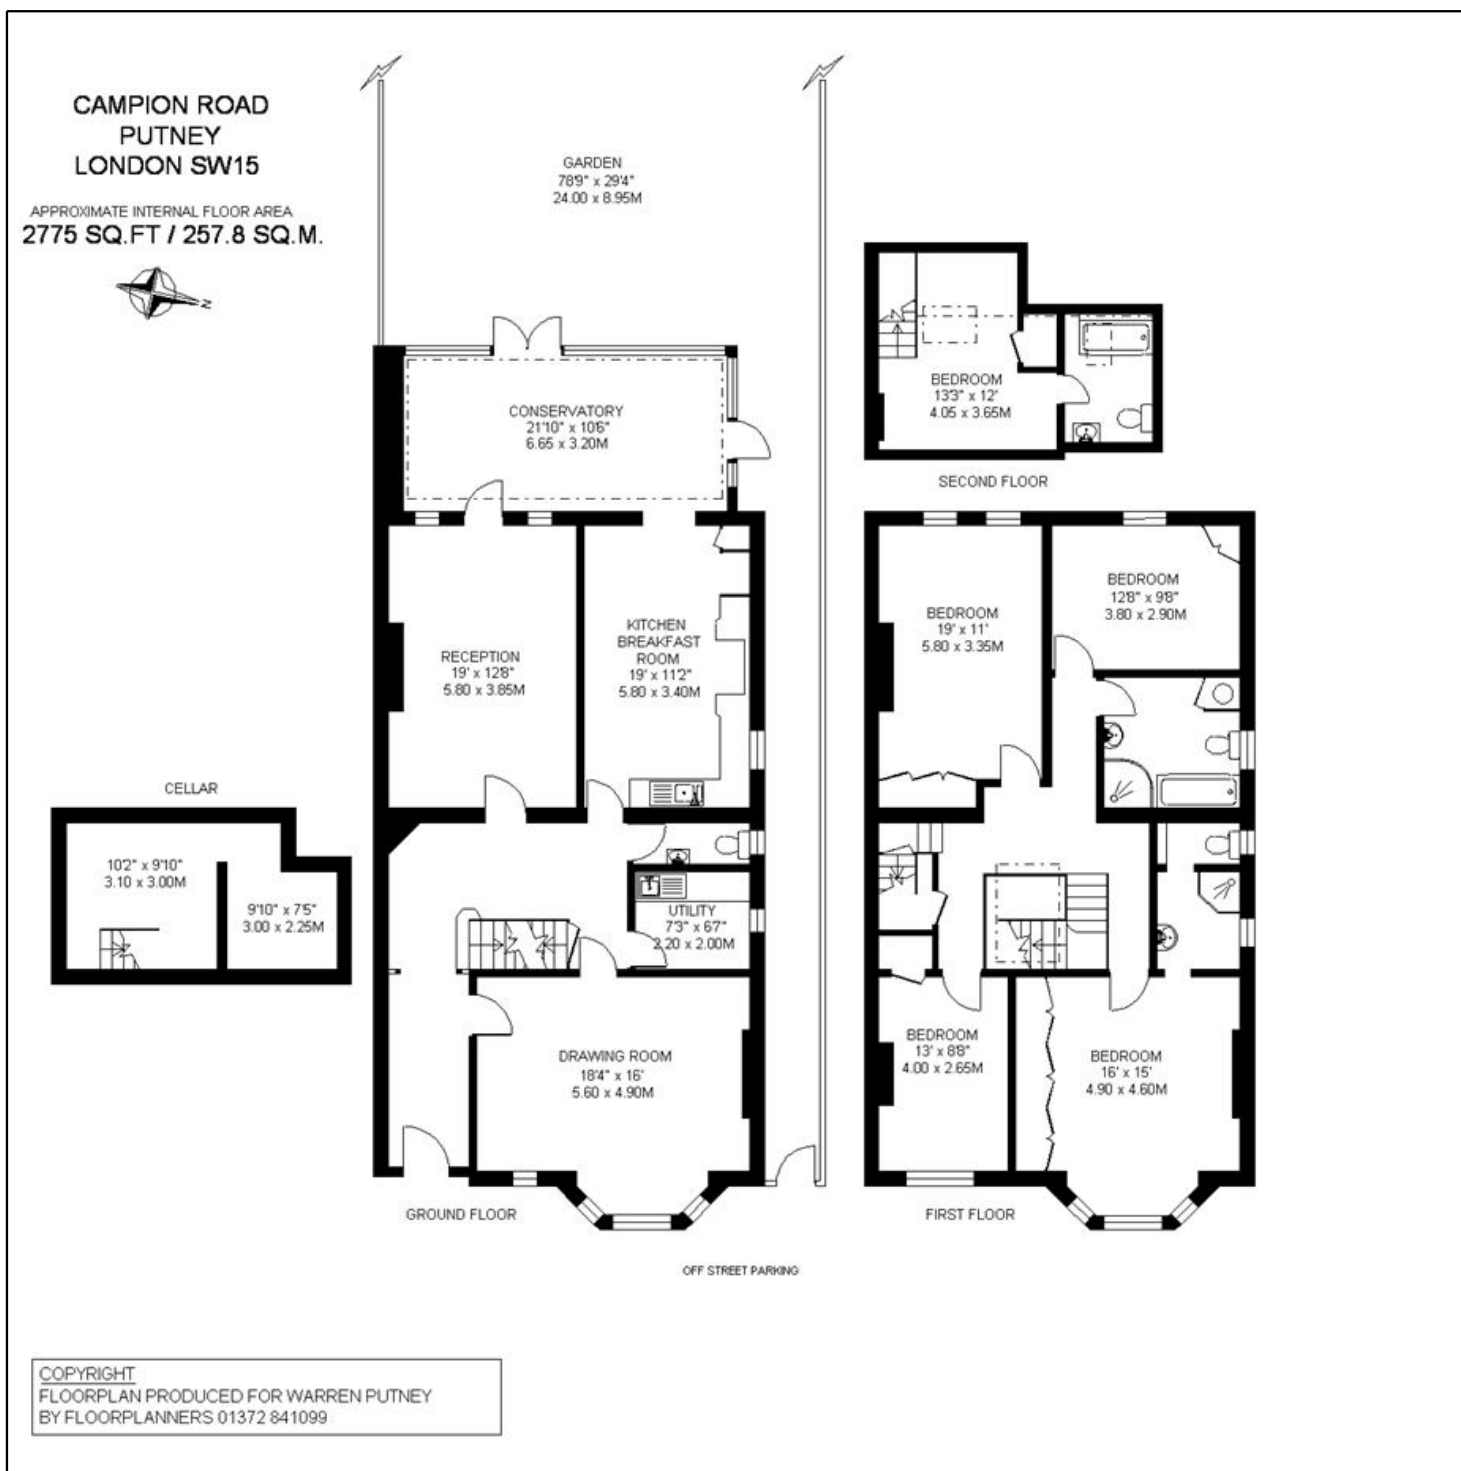 CAMPION ROAD
PUTNEY
LONDON SW15
APPROXIMATE INTERNAL FLOOR AREA
2775 SQ.FT / 257.8 SQ.M.
N
GARDEN
78'9" x 29'4"
24.00 x 8.95M
CONSERVATORY
21'10" x 10'6"
6.65 x 3.20M
RECEPTION
19' x 12'8"
5.80 x 3.85M
KITCHEN
BREAKFAST
ROOM
19' x 11'2"
5.80 x 3.40M
UTILITY
7'3" x 6'7"
2.20 x 2.00M
DRAWING ROOM
18'4" x 16'
5.60 x 4.90M
GROUND FLOOR
OFF STREET PARKING
CELLAR
10'2" x 9'10"
3.10 x 3.00M
9'10" x 7'5"
3.00 x 2.25M
BEDROOM
13'3" x 12'
4.05 x 3.65M
SECOND FLOOR
BEDROOM
19' x 11'
5.80 x 3.35M
BEDROOM
12'8" x 9'8"
3.80 x 2.90M
BEDROOM
13' x 8'8"
4.00 x 2.65M
BEDROOM
16' x 15'
4.90 x 4.60M
FIRST FLOOR
COPYRIGHT
FLOORPLAN PRODUCED FOR WARREN PUTNEY
BY FLOORPLANNERS 01372 841099